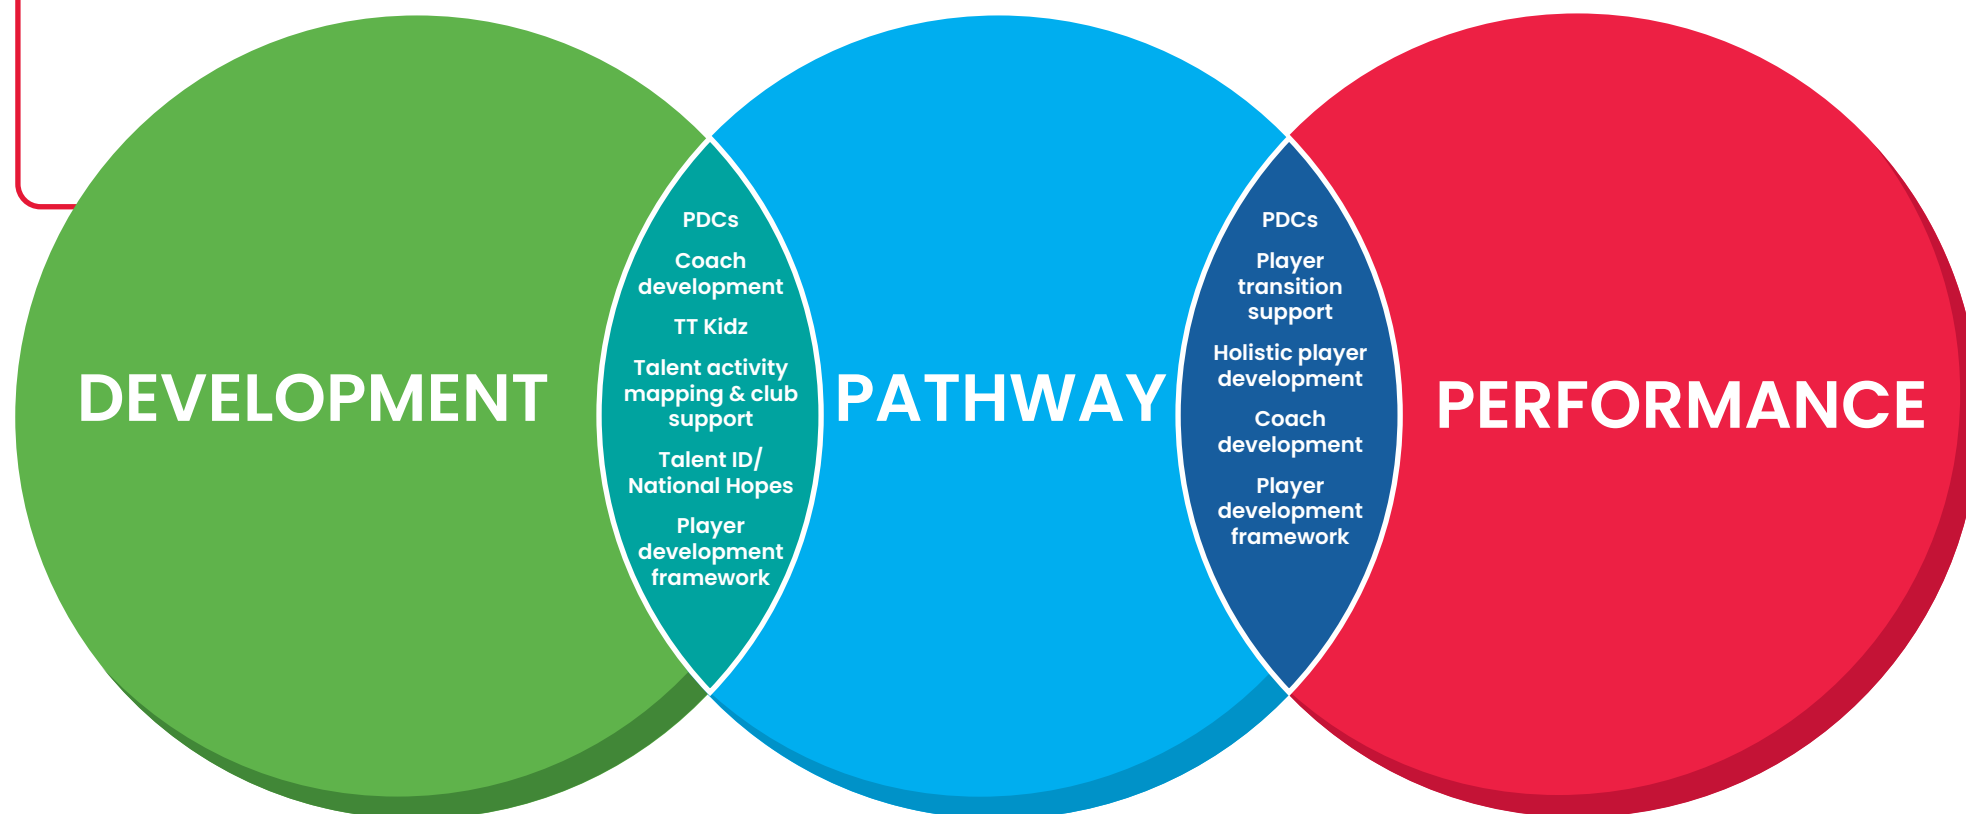 DEVELOPMENT
PDCs
Coach
development
TT Kidz
Talent activity
mapping & club
support
Talent ID/
National Hopes
Player
development
framework
PATHWAY
PDCs
Player
transition
support
Holistic player
development
Coach
development
Player
development
framework
PERFORMANCE